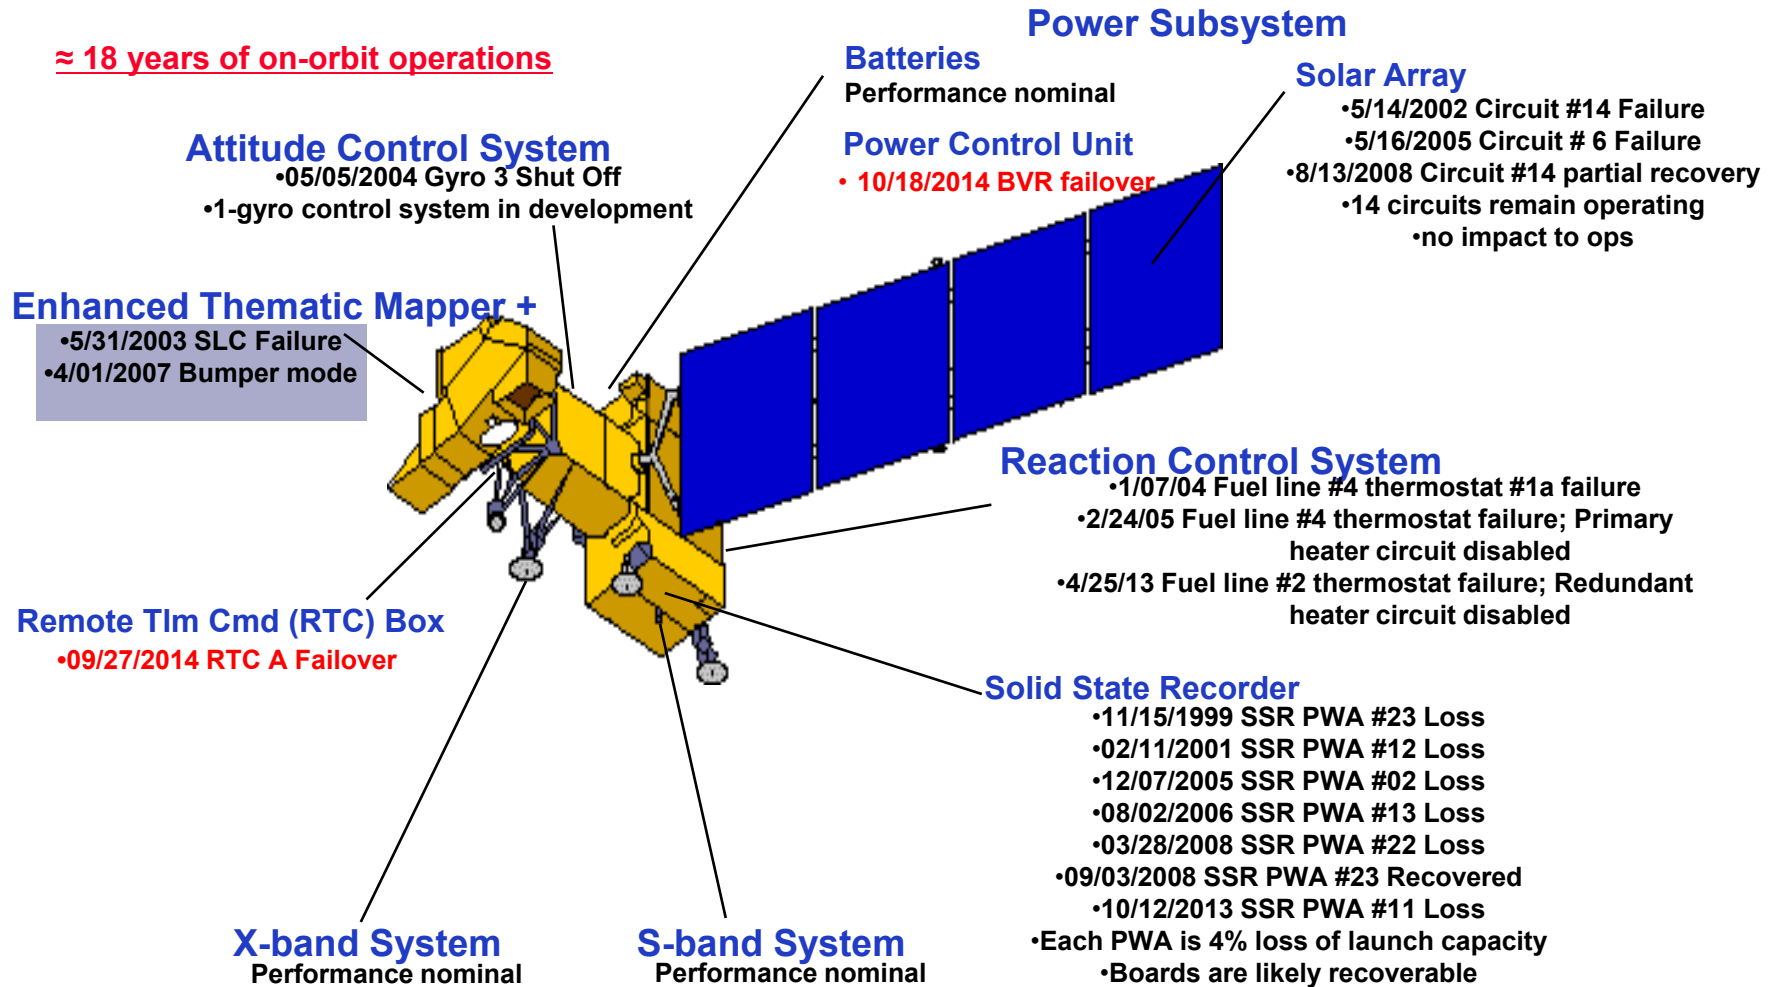 Power Subsystem
≈ 18 years of on-orbit operations
Batteries
Performance nominal
Solar Array
•5/14/2002 Circuit #14 Failure
•5/16/2005 Circuit # 6 Failure
•8/13/2008 Circuit #14 partial recovery
•14 circuits remain operating
•no impact to ops
Power Control Unit
• 10/18/2014 BVR failover
Attitude Control System
•05/05/2004 Gyro 3 Shut Off
•1-gyro control system in development
Enhanced Thematic Mapper +
•5/31/2003 SLC Failure
•4/01/2007 Bumper mode
Reaction Control System
•1/07/04 Fuel line #4 thermostat #1a failure
•2/24/05 Fuel line #4 thermostat failure; Primary
heater circuit disabled
•4/25/13 Fuel line #2 thermostat failure; Redundant
heater circuit disabled
Remote Tlm Cmd (RTC) Box
•09/27/2014 RTC A Failover
Solid State Recorder
•11/15/1999 SSR PWA #23 Loss
•02/11/2001 SSR PWA #12 Loss
•12/07/2005 SSR PWA #02 Loss
•08/02/2006 SSR PWA #13 Loss
•03/28/2008 SSR PWA #22 Loss
•09/03/2008 SSR PWA #23 Recovered
•10/12/2013 SSR PWA #11 Loss
•Each PWA is 4% loss of launch capacity
•Boards are likely recoverable
X-band System
Performance nominal
S-band System
Performance nominal